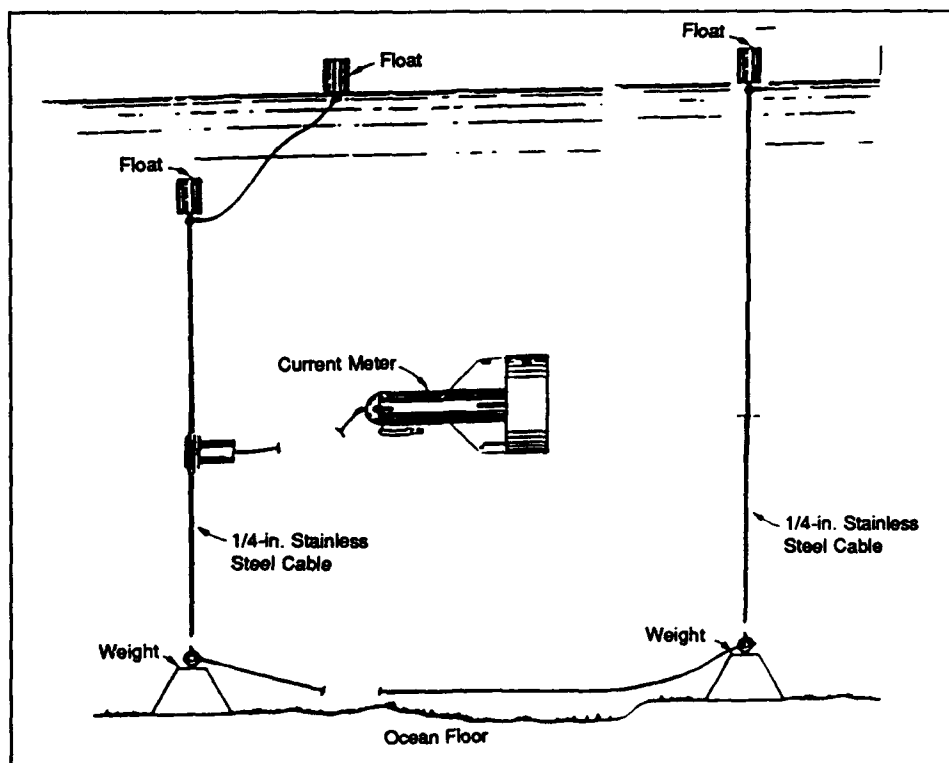 Float
Float
Float
Current Meter
1/4-in. Stainless
Steel Cable
1/4-in. Stainless
Steel Cable
Weight
Weight
Ocean Floor